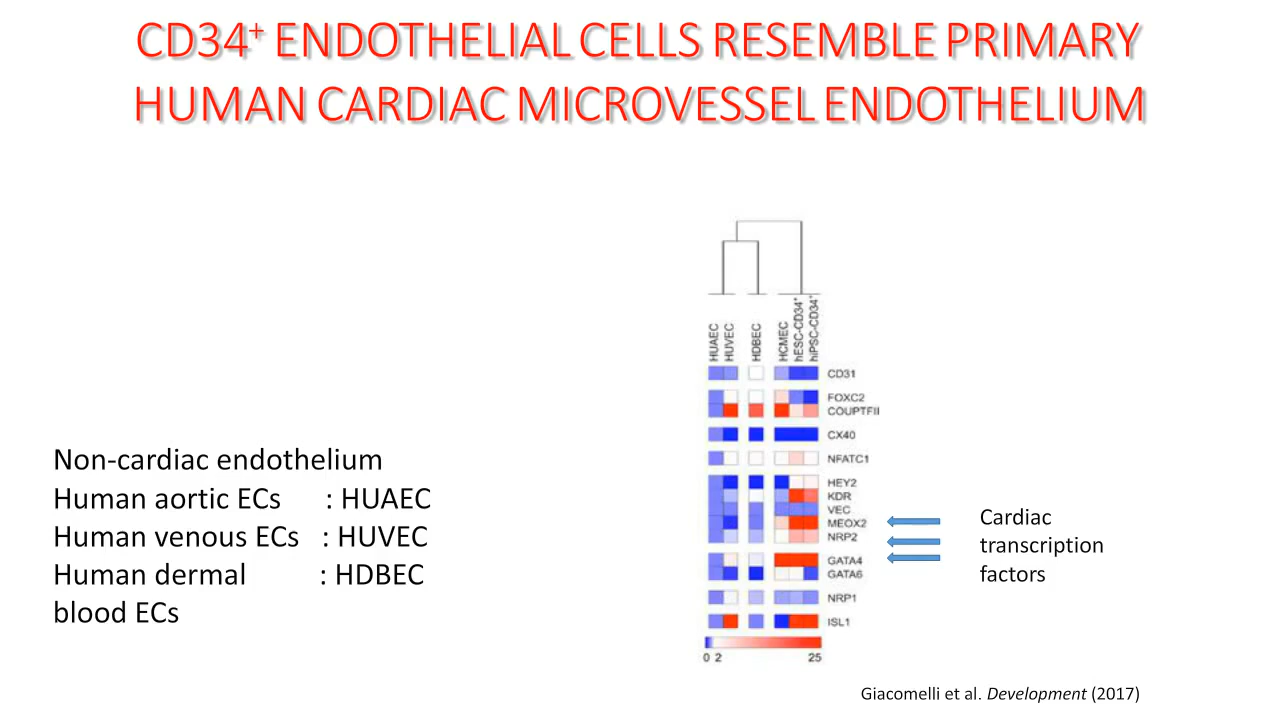 CD34+ ENDOTHELIAL CELLS RESEMBLE PRIMARY
HUMAN CARDIAC MICROVESSEL ENDOTHELIUM
HUAEC
HUVEC
HDBEC
HCMEC
hESC-CD34+
hiPSC-CD34+
CD31
FOXC2
COUPTFII
CX40
NFATC1
HEY2
KDR
VEC
MEOX2
NRP2
GATA4
GATA6
NRP1
ISL1
0 2 25
Non-cardiac endothelium
Human aortic ECs : HUAEC
Human venous ECs : HUVEC
Human dermal : HDBEC
blood ECs
Cardiac
transcription
factors
Giacomelli et al. Development (2017)